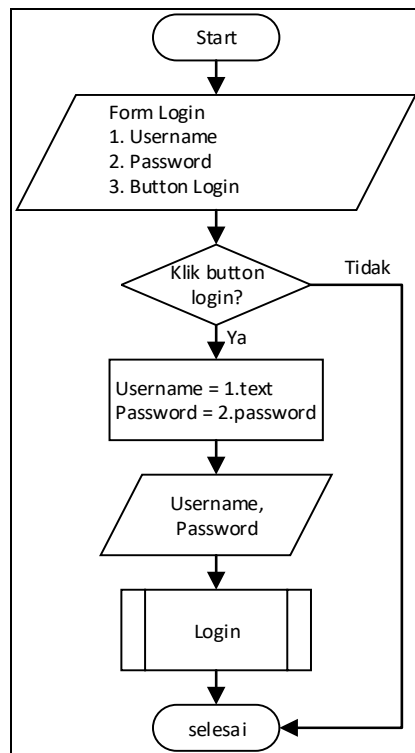 Start
Form Login
1. Username
2. Password
3. Button Login
Klik button
login?
Tidak
Ya
Username = 1.text
Password = 2.password
Username,
Password
Login
selesai